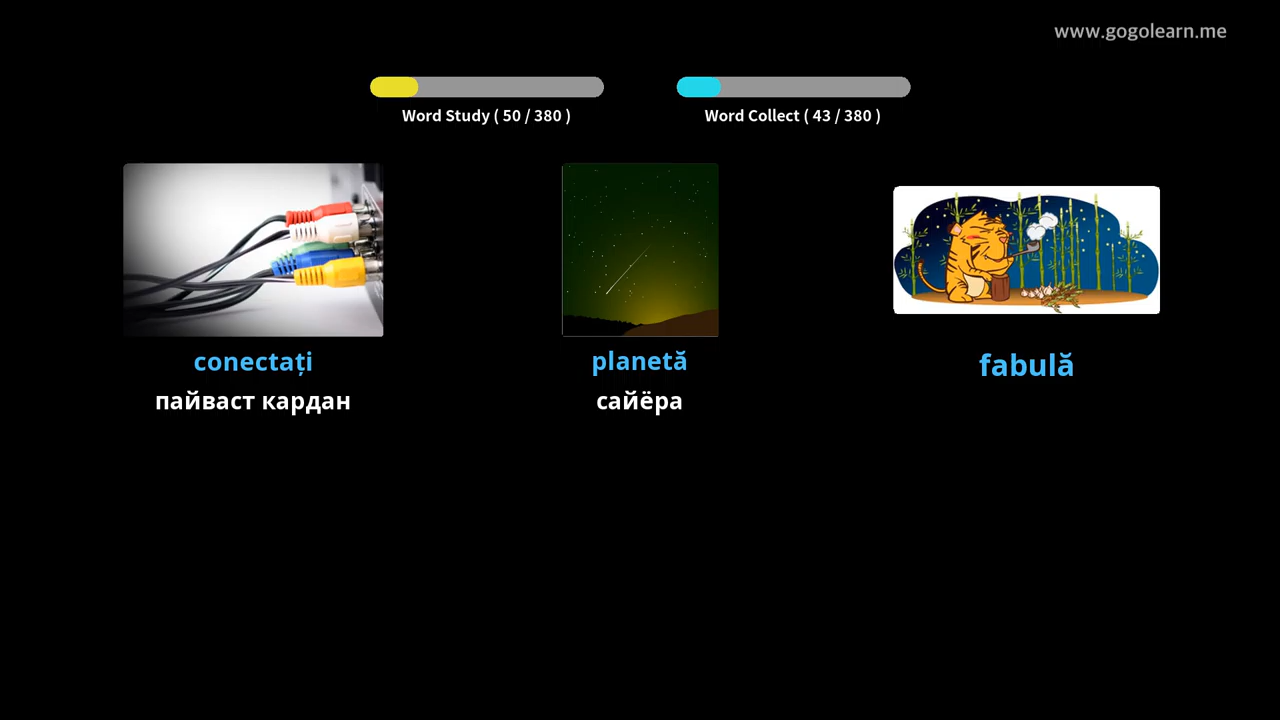 www.gogolearn.me
Word Study ( 50 / 380 )
Word Collect ( 43 / 380 )
conectați
пайваст кардан
planetă
сайёра
fabulă